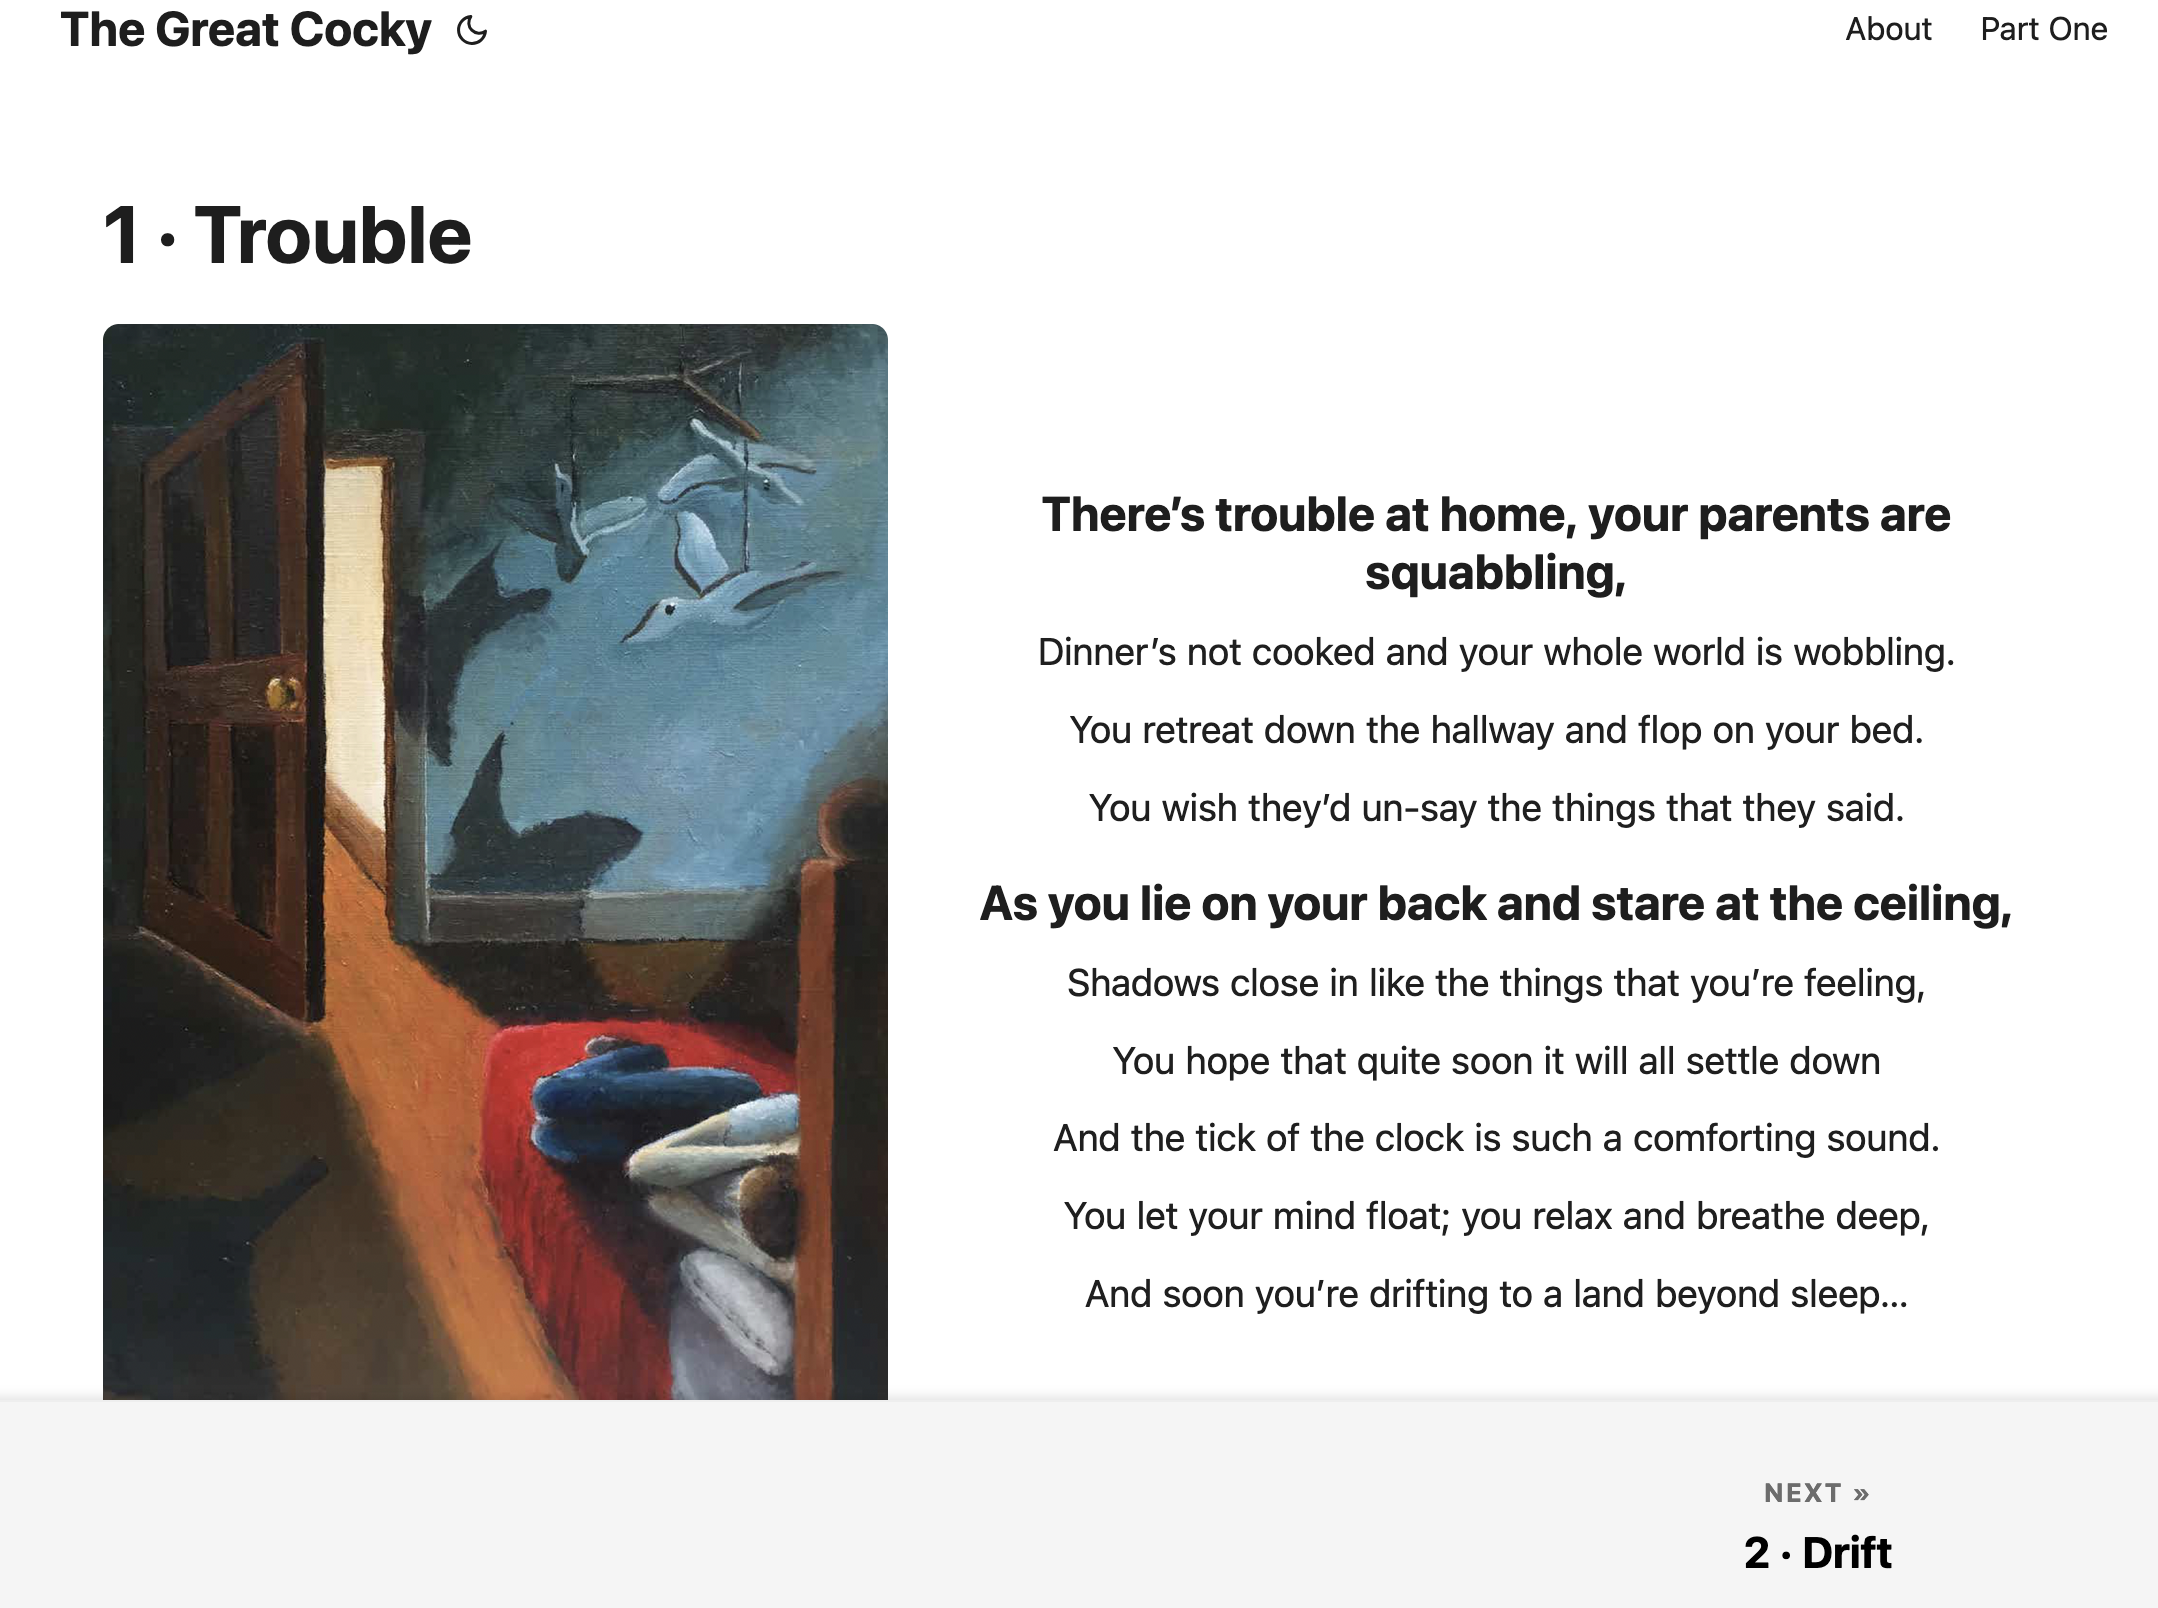 The Great Cocky
About
Part One
1 · Trouble
There’s trouble at home, your parents are
squabbling,
Dinner’s not cooked and your whole world is wobbling.
You retreat down the hallway and flop on your bed.
You wish they’d un-say the things that they said.
As you lie on your back and stare at the ceiling,
Shadows close in like the things that you’re feeling,
You hope that quite soon it will all settle down
And the tick of the clock is such a comforting sound.
You let your mind float; you relax and breathe deep,
And soon you’re drifting to a land beyond sleep…
NEXT »
2 · Drift